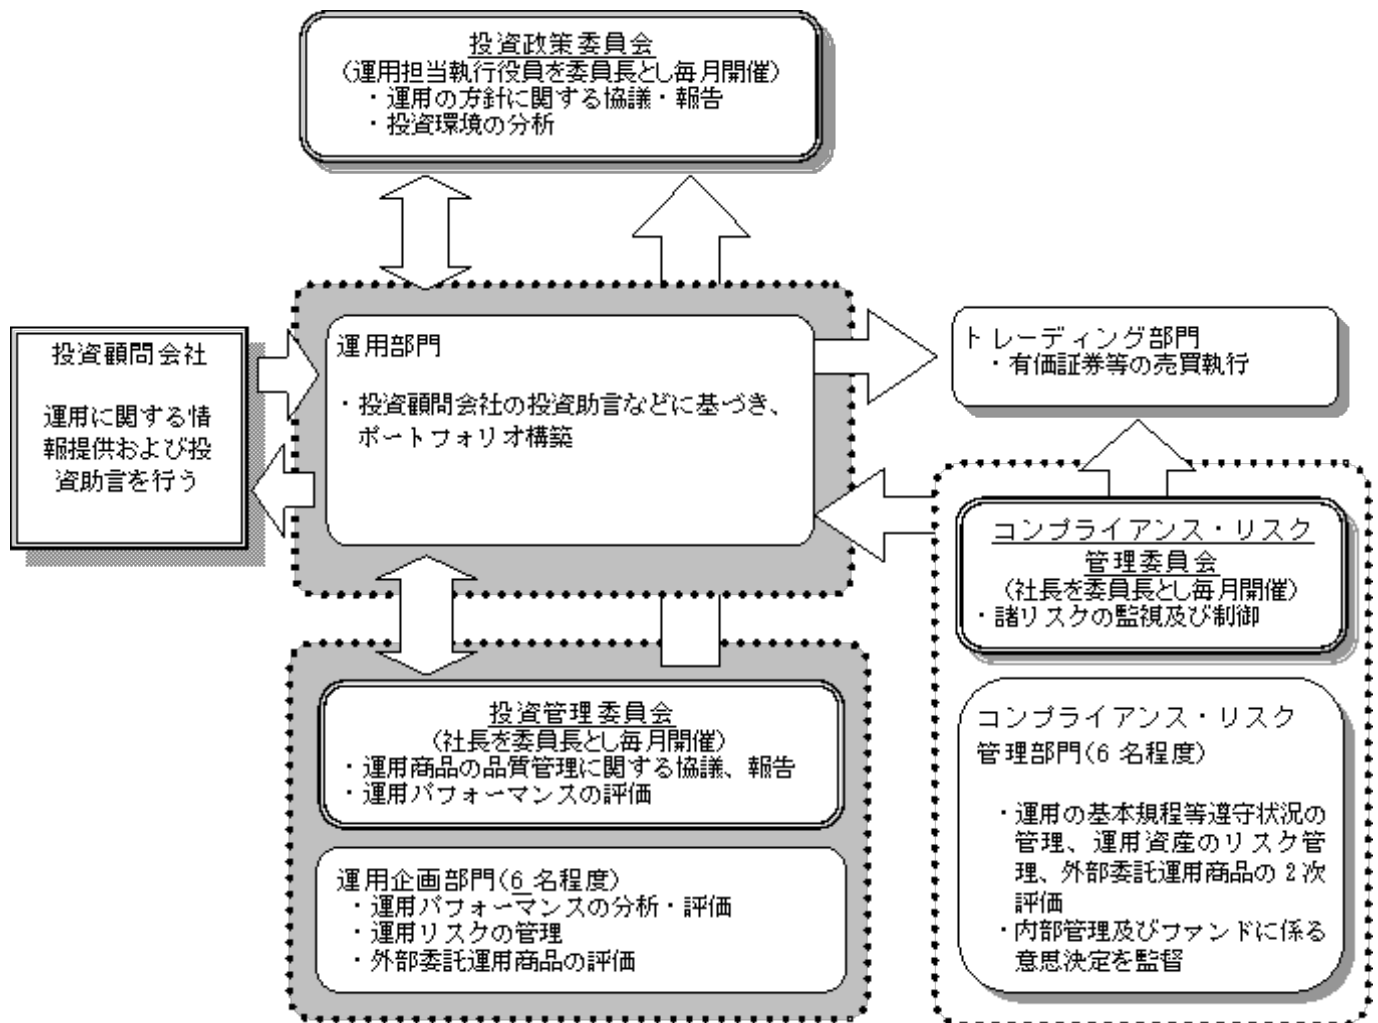 投資政策委員会
(運用担当執行役員を委員長とし毎月開催)
・運用の方針に関する協議・報告
・投資環境の分析
投資顧問会社
運用に関する情
報提供および投
資助言を行う
運用部門
・投資顧問会社の投資助言などに基づき、
ポートフォリオ構築
トレーディング部門
・有価証券等の売買執行
コンプライアンス・リスク
管理委員会
(社長を委員長とし毎月開催)
・諸リスクの監視及び制御
投資管理委員会
(社長を委員長とし毎月開催)
・運用商品の品質管理に関する協議、報告
・運用パフォーマンスの評価
運用企画部門(6名程度)
・運用パフォーマンスの分析・評価
・運用リスクの管理
・外部委託運用商品の評価
コンプライアンス・リスク
管理部門(6名程度)
・運用の基本規程等遵守状況の
管理、運用資産のリスク管
理、外部委託運用商品の2次
評価
・内部管理及びファンドに係る
意思決定を監督